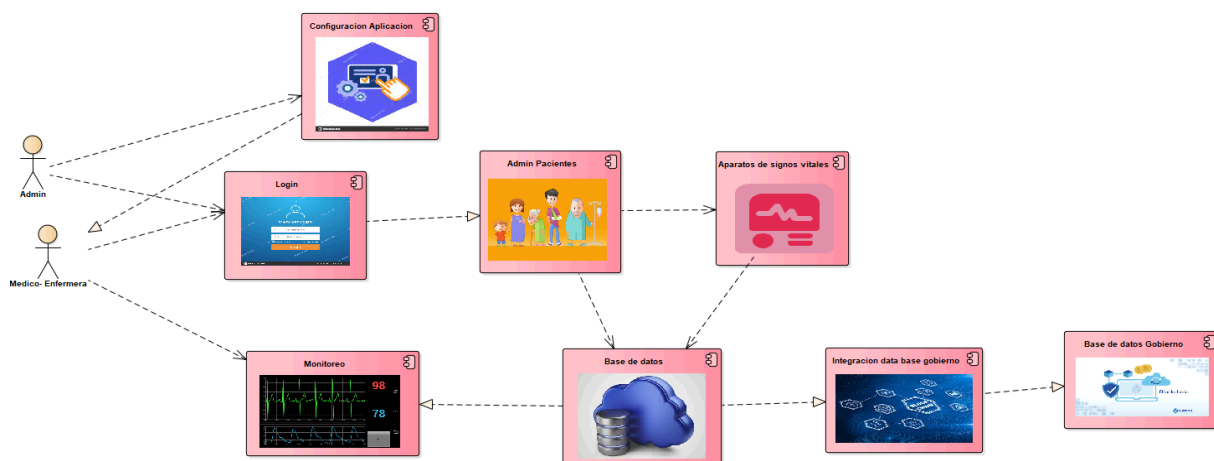 Configuracion Aplicacion
Admin
Login
Admin Pacientes
Aparatos de signos vitales
Medico- Enfermera
Monitoreo
98
78
Base de datos
Integracion data base gobierno
Base de datos Gobierno